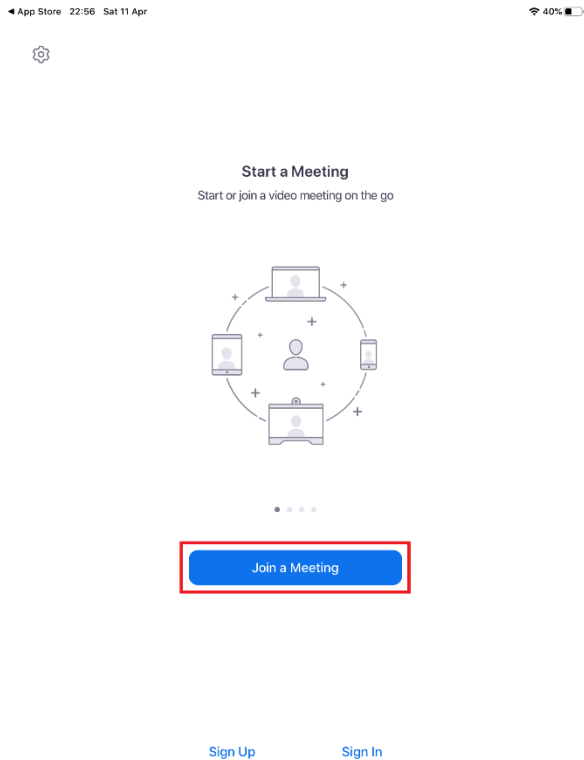 ◀ App Store 22:56 Sat 11 Apr 40%
Start a Meeting
Start or join a video meeting on the go
Join a Meeting
Sign Up Sign In